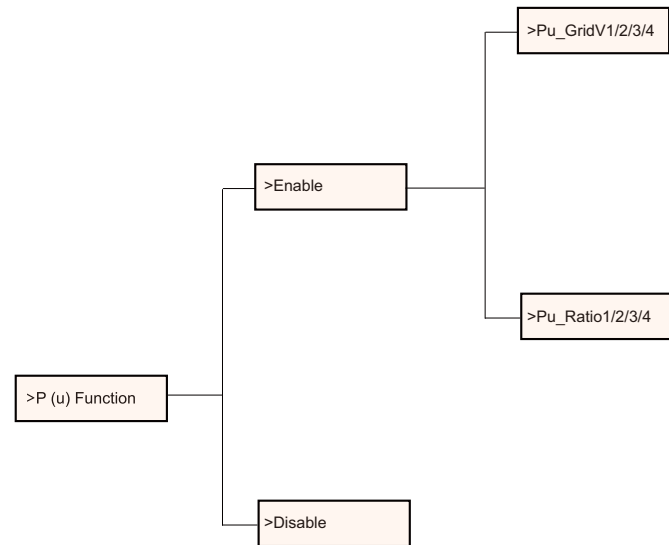 >Pu_GridV1/2/3/4
>Enable
>Pu_Ratio1/2/3/4
>P (u) Function
>Disable